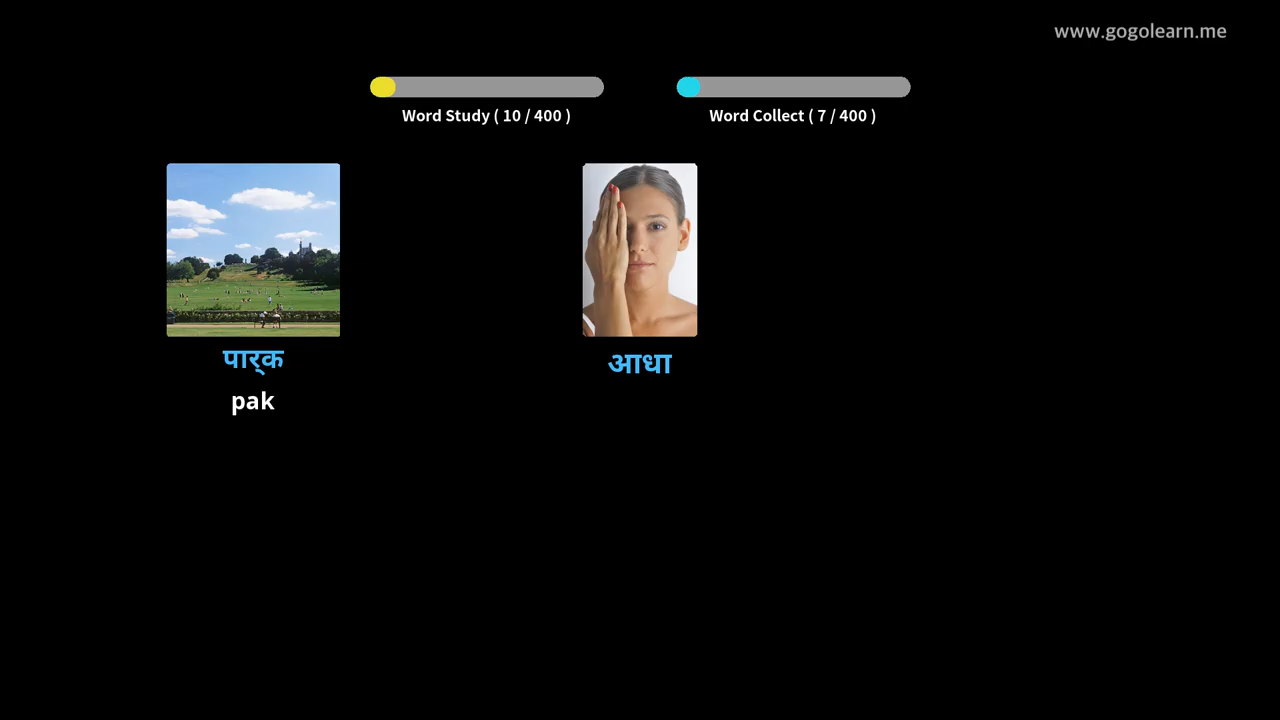 www.gogolearn.me
Word Study ( 10 / 400 )
Word Collect ( 7 / 400 )
पार्क
pak
आधा